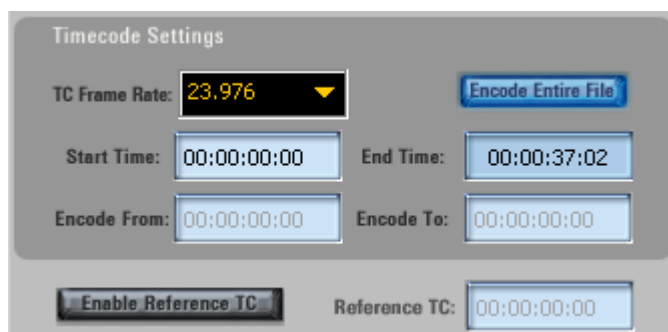 Timecode Settings
TC Frame Rate: 23.976 Encode Entire File
Start Time: 00:00:00:00 End Time: 00:00:37:02
Encode From: 00:00:00:00 Encode To: 00:00:00:00
Enable Reference TC Reference TC: 00:00:00:00